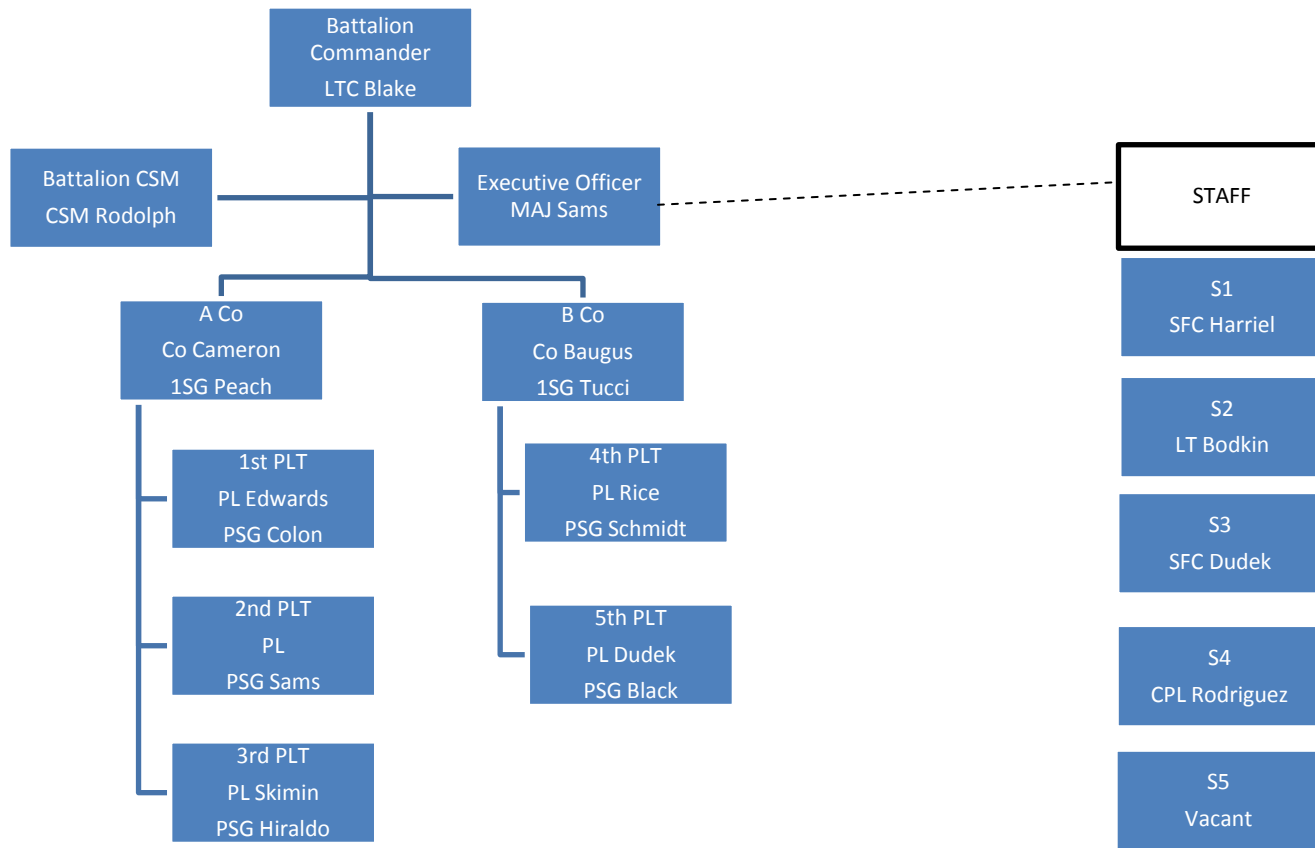 Battalion
Commander
LTC Blake
Battalion CSM
CSM Rodolph
Executive Officer
MAJ Sams
STAFF
A Co
Co Cameron
1SG Peach
B Co
Co Baugus
1SG Tucci
1st PLT
PL Edwards
PSG Colon
2nd PLT
PL
PSG Sams
3rd PLT
PL Skimin
PSG Hiraldo
4th PLT
PL Rice
PSG Schmidt
5th PLT
PL Dudek
PSG Black
S1
SFC Harriel
S2
LT Bodkin
S3
SFC Dudek
S4
CPL Rodriguez
S5
Vacant